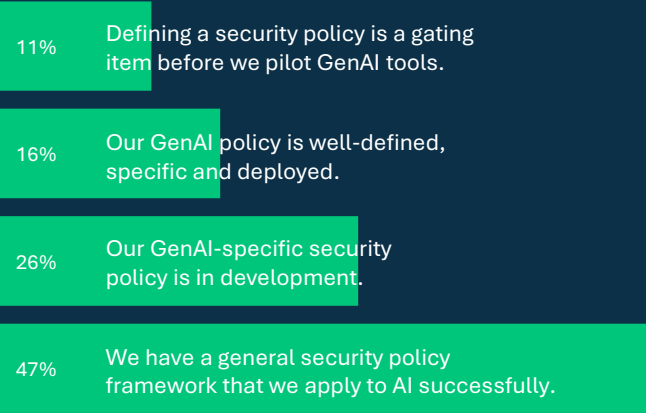 11%
Defining a security policy is a gating
item before we pilot GenAI tools.
16%
Our GenAI policy is well-defined,
specific and deployed.
26%
Our GenAI-specific security
policy is in development.
47%
We have a general security policy
framework that we apply to AI successfully.